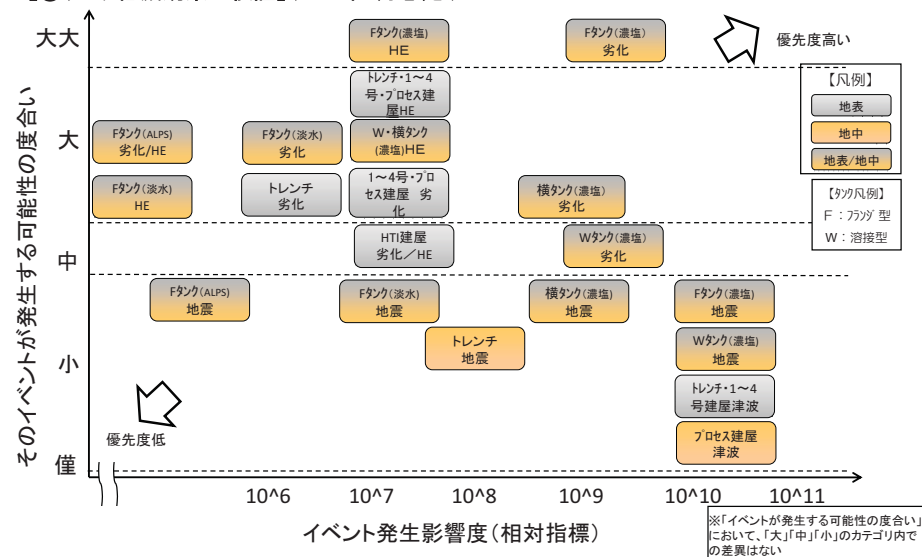 大大
Fタンク(濃塩)
HE
Fタンク(濃塩)
劣化
優先度高い
そのイベントが発生する可能性の度合い
トレンチ・1～4
号・プロセス建
屋HE
【凡例】
地表
地中
地表/地中
大
Fタンク(ALPS)
劣化/HE
Fタンク(淡水)
劣化
W・横タンク
(濃塩)HE
Fタンク(淡水)
HE
トレンチ
劣化
1～4号・プロ
セス建屋 劣
化
横タンク(濃塩)
劣化
【タンク凡例】
F：フランジ型
W：溶接型
中
HTI建屋
劣化／HE
Wタンク(濃塩)
劣化
Fタンク(ALPS)
地震
Fタンク(淡水)
地震
横タンク(濃塩)
地震
Fタンク(濃塩)
地震
小
トレンチ
地震
Wタンク(濃塩)
地震
トレンチ・1～4
号建屋津波
優先度低
プロセス建屋
津波
僅
10^6
10^7
10^8
10^9
10^10
10^11
イベント発生影響度（相対指標）
※「イベントが発生する可能性の度合い」
において、「大」「中」「小」のカテゴリ内で
の差異はない